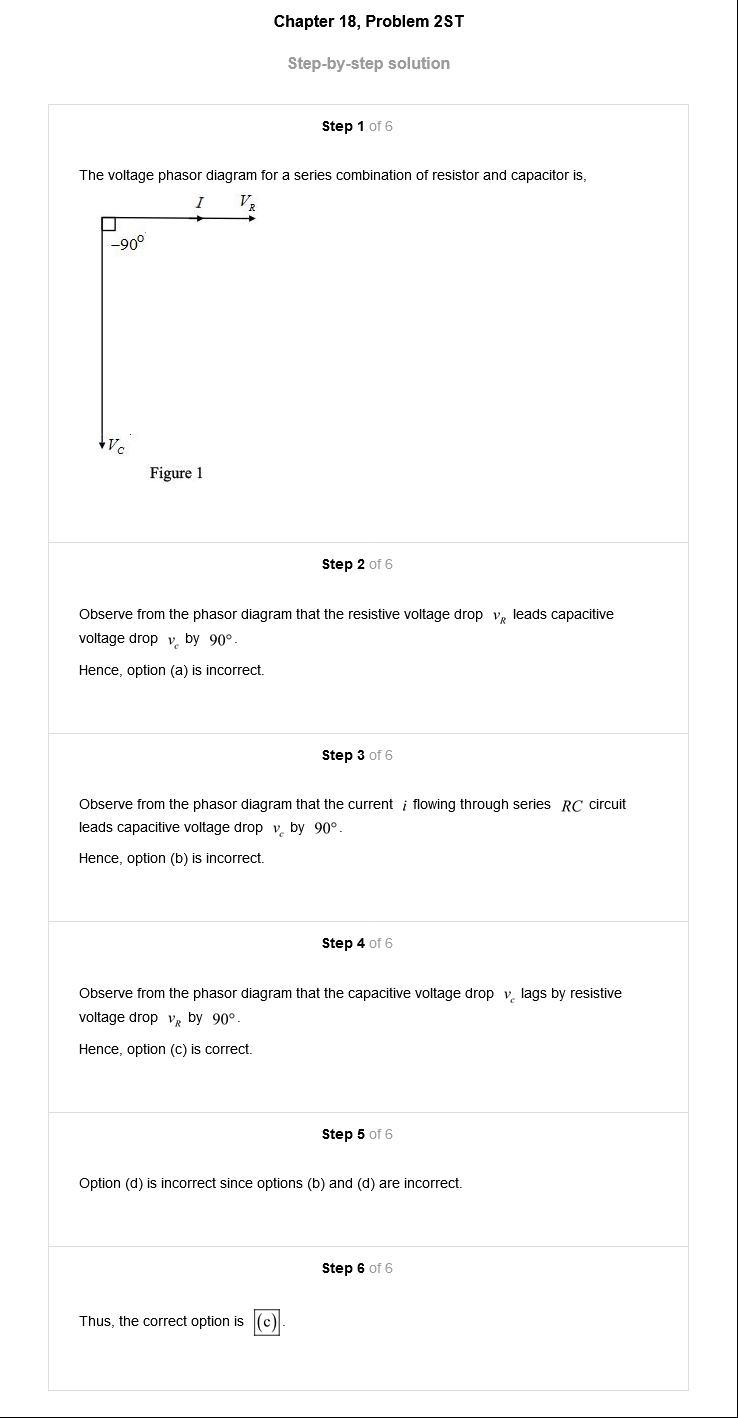 Chapter 18, Problem 2ST
Step-by-step solution
Step 1 of 6
The voltage phasor diagram for a series combination of resistor and capacitor is,
I V_R
–90°
V_C
Figure 1
Step 2 of 6
Observe from the phasor diagram that the resistive voltage drop v_R leads capacitive
voltage drop v_c by 90°.
Hence, option (a) is incorrect.
Step 3 of 6
Observe from the phasor diagram that the current i flowing through series RC circuit
leads capacitive voltage drop v_c by 90°.
Hence, option (b) is incorrect.
Step 4 of 6
Observe from the phasor diagram that the capacitive voltage drop v_c lags by resistive
voltage drop v_R by 90°.
Hence, option (c) is correct.
Step 5 of 6
Option (d) is incorrect since options (b) and (d) are incorrect.
Step 6 of 6
Thus, the correct option is (c).